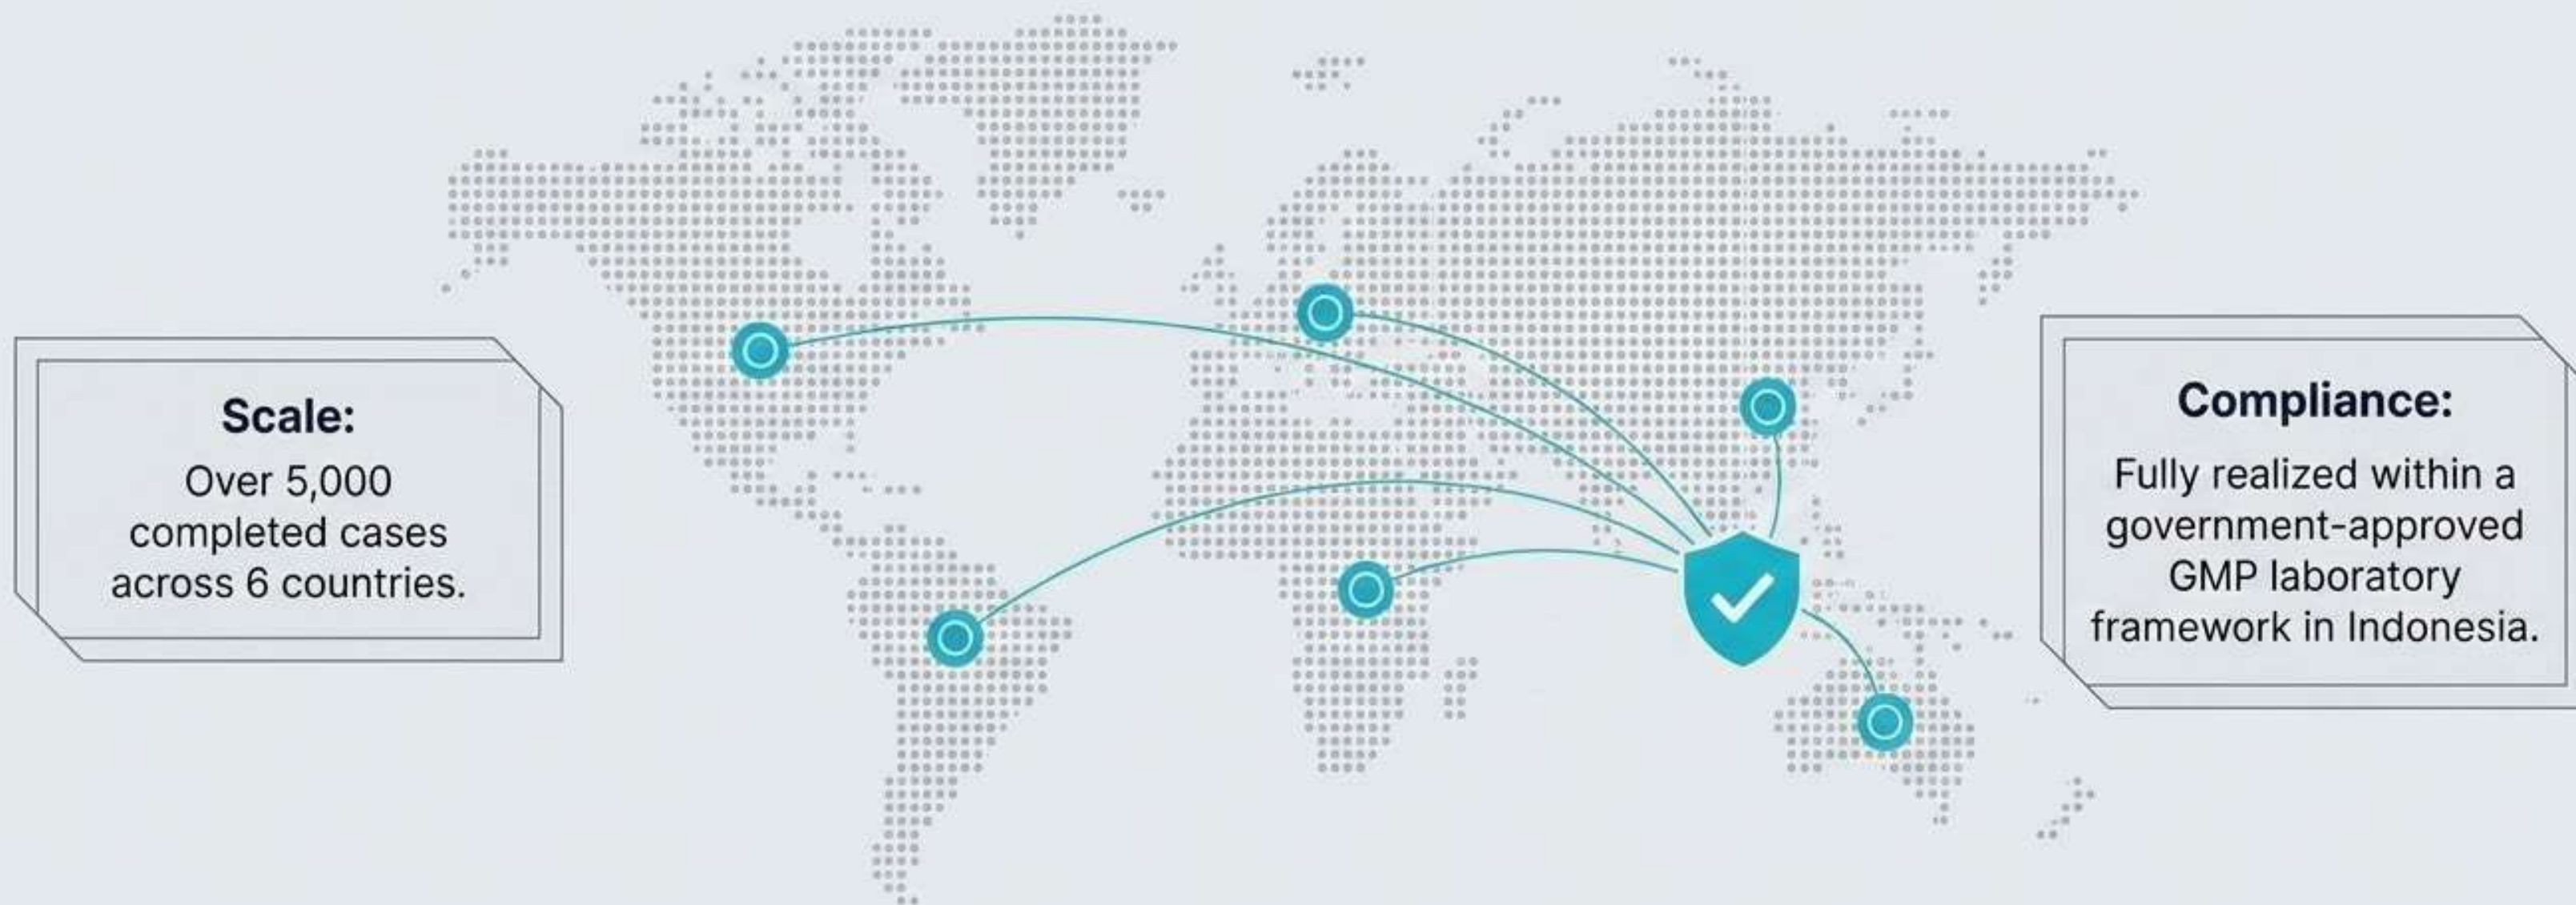 Scale:
Over 5,000
completed cases
across 6 countries.
Compliance:
Fully realized within a
government-approved
GMP laboratory
framework in Indonesia.